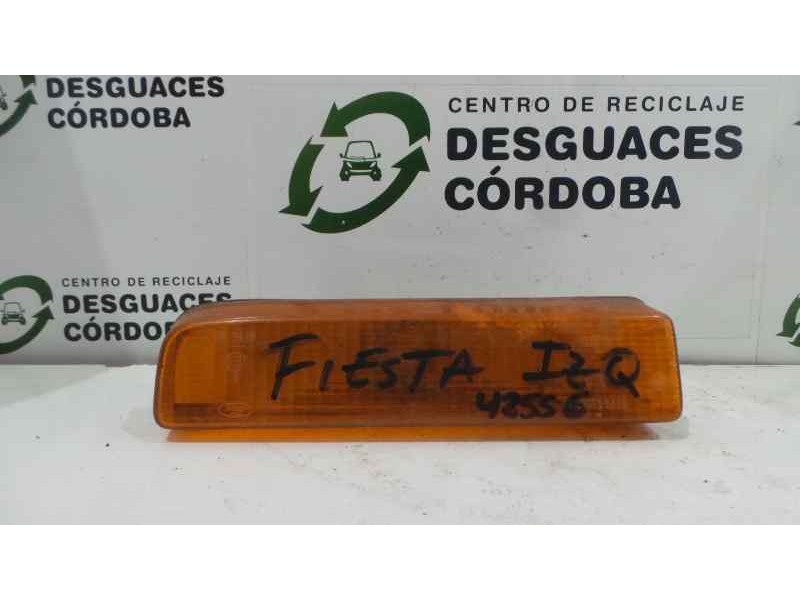 DESGUACES
CÓRDOBA
CENTRO DE RECICLAJE
DESGUACES
CÓRDOBA
CENTRO DE RECICLAJE
DESGUACES
CÓRDOBA
FIESTA IZQ
42556